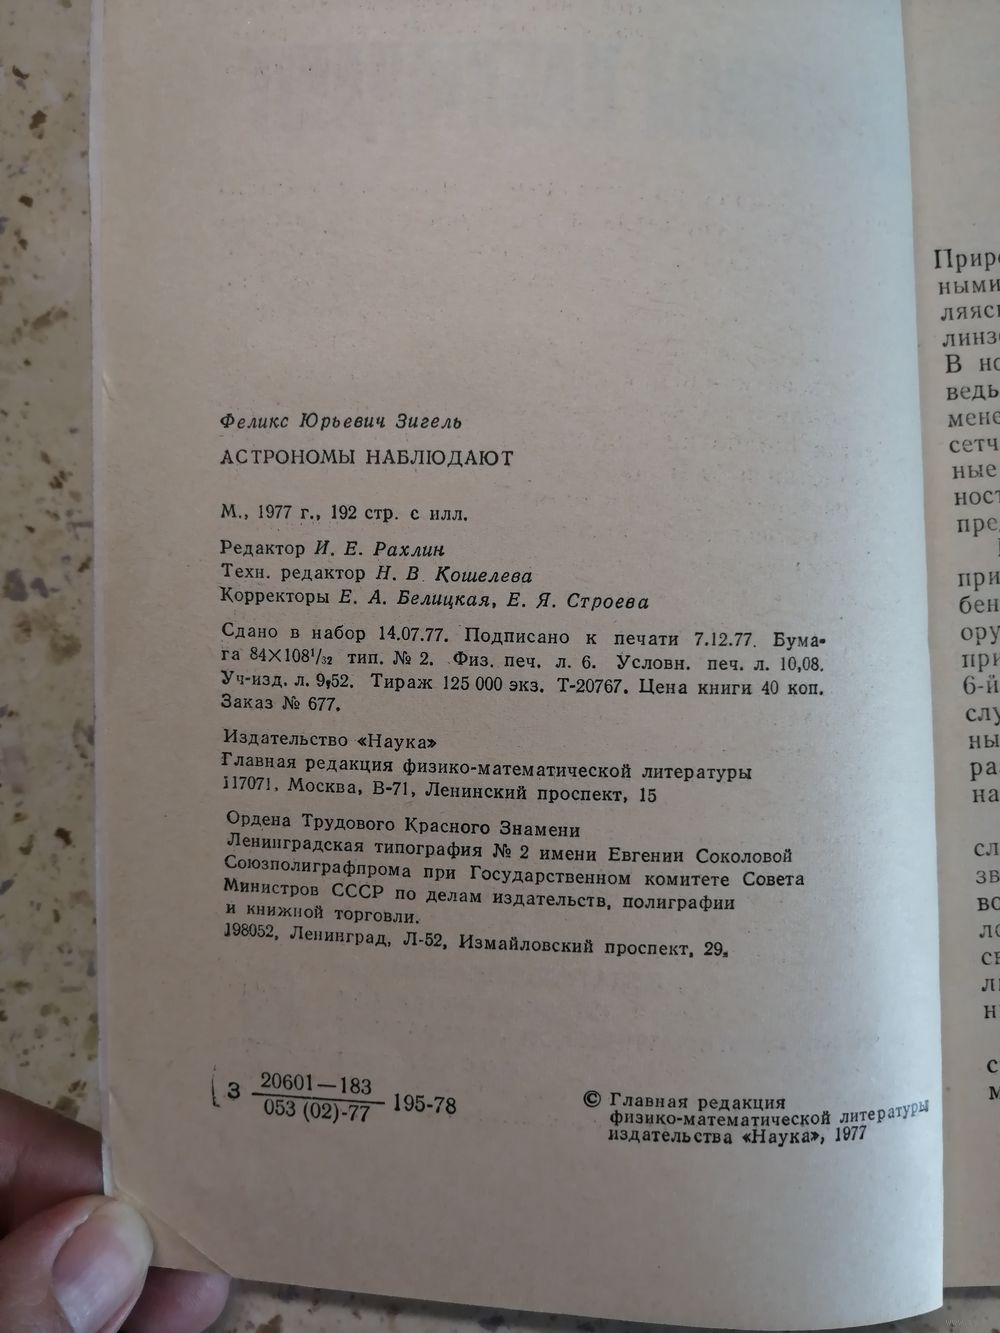 Феликс Юрьевич Зигель
АСТРОНОМЫ НАБЛЮДАЮТ
М., 1977 г., 192 стр. с илл.
Редактор И. Е. Рахлин
Техн. редактор Н. В. Кошелева
Корректоры Е. А. Белицкая, Е. Я. Строева
Сдано в набор 14.07.77. Подписано к печати 7.12.77. Бума-
га 84×108¹/₃₂ тип. № 2. Физ. печ. л. 6. Условн. печ. л. 10,08.
Уч-изд. л. 9,52. Тираж 125 000 экз. Т-20767. Цена книги 40 коп.
Заказ № 677.
Издательство «Наука»
Главная редакция физико-математической литературы
117071, Москва, В-71, Ленинский проспект, 15
Ордена Трудового Красного Знамени
Ленинградская типография № 2 имени Евгении Соколовой
Союзполиграфпрома при Государственном комитете Совета
Министров СССР по делам издательств, полиграфии
и книжной торговли.
198052, Ленинград, Л-52, Измайловский проспект, 29.
З 20601—183
053 (02)-77 195-78
© Главная редакция
физико-математической литературы
издательства «Наука», 1977
ными
В
ведь
ные
6-й
на